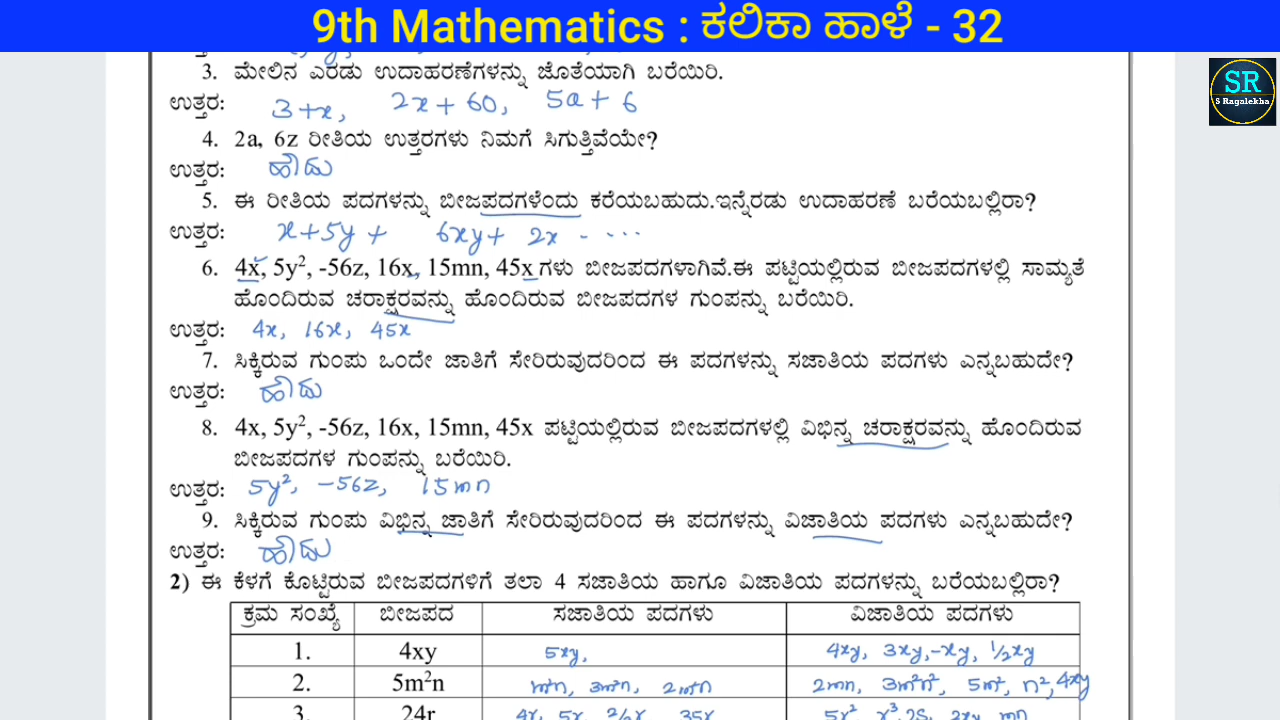 9th Mathematics : ಕಲಿಕಾ ಹಾಳೆ - 32
SR
S Ragalekha
3. ಮೇಲಿನ ಎರಡು ಉದಾಹರಣೆಗಳನ್ನು ಜೊತೆಯಾಗಿ ಬರೆಯಿರಿ.
ಉತ್ತರ: 3+x, 2x+60, 5a+6
4. 2a, 6z ರೀತಿಯ ಉತ್ತರಗಳು ನಿಮಗೆ ಸಿಗುತ್ತಿವೆಯೇ?
ಉತ್ತರ: ಹೌದು
5. ಈ ರೀತಿಯ ಪದಗಳನ್ನು ಬೀಜಪದಗಳೆಂದು ಕರೆಯಬಹುದು.ಇನ್ನೆರಡು ಉದಾಹರಣೆ ಬರೆಯಬಲ್ಲಿರಾ?
ಉತ್ತರ: x+5y+ 6xy+ 2x - ...
6. 4x, 5y², -56z, 16x, 15mn, 45x ಗಳು ಬೀಜಪದಗಳಾಗಿವೆ.ಈ ಪಟ್ಟಿಯಲ್ಲಿರುವ ಬೀಜಪದಗಳಲ್ಲಿ ಸಾಮ್ಯತೆ
ಹೊಂದಿರುವ ಚರಾಕ್ಷರವನ್ನು ಹೊಂದಿರುವ ಬೀಜಪದಗಳ ಗುಂಪನ್ನು ಬರೆಯಿರಿ.
ಉತ್ತರ: 4x, 16x, 45x
7. ಸಿಕ್ಕಿರುವ ಗುಂಪು ಒಂದೇ ಜಾತಿಗೆ ಸೇರಿರುವುದರಿಂದ ಈ ಪದಗಳನ್ನು ಸಜಾತಿಯ ಪದಗಳು ಎನ್ನಬಹುದೇ?
ಉತ್ತರ: ಹೌದು
8. 4x, 5y², -56z, 16x, 15mn, 45x ಪಟ್ಟಿಯಲ್ಲಿರುವ ಬೀಜಪದಗಳಲ್ಲಿ ವಿಭಿನ್ನ ಚರಾಕ್ಷರವನ್ನು ಹೊಂದಿರುವ
ಬೀಜಪದಗಳ ಗುಂಪನ್ನು ಬರೆಯಿರಿ.
ಉತ್ತರ: 5y², -56z, 15mn
9. ಸಿಕ್ಕಿರುವ ಗುಂಪು ವಿಭಿನ್ನ ಜಾತಿಗೆ ಸೇರಿರುವುದರಿಂದ ಈ ಪದಗಳನ್ನು ವಿಜಾತಿಯ ಪದಗಳು ಎನ್ನಬಹುದೇ?
ಉತ್ತರ: ಹೌದು
2) ಈ ಕೆಳಗೆ ಕೊಟ್ಟಿರುವ ಬೀಜಪದಗಳಿಗೆ ತಲಾ 4 ಸಜಾತಿಯ ಹಾಗೂ ವಿಜಾತಿಯ ಪದಗಳನ್ನು ಬರೆಯಬಲ್ಲಿರಾ?
ಕ್ರಮ ಸಂಖ್ಯೆ ಬೀಜಪದ ಸಜಾತಿಯ ಪದಗಳು ವಿಜಾತಿಯ ಪದಗಳು
1. 4xy 5xy, 4xy, 3xy, -xy, 1/2xy
2. 5m²n m²n, 3m²n, 2m²n 2mn, 3m²n², 5m², n², 4xy
3. 24r